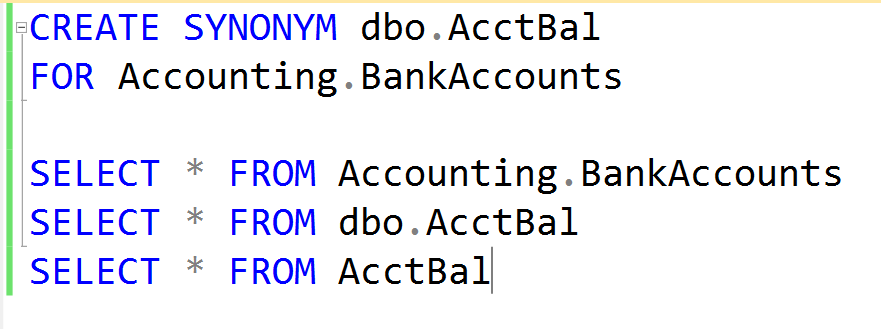 CREATE SYNONYM dbo.AcctBal
FOR Accounting.BankAccounts
SELECT * FROM Accounting.BankAccounts
SELECT * FROM dbo.AcctBal
SELECT * FROM AcctBal